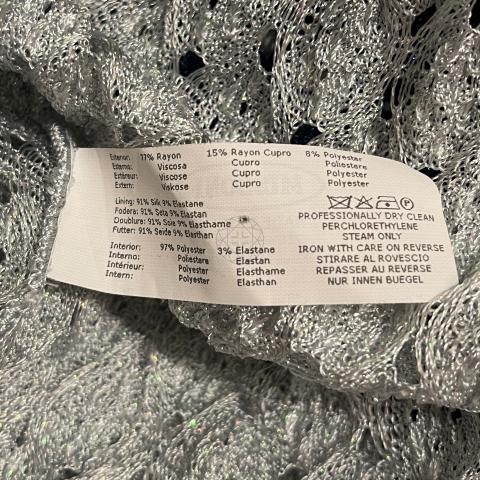 Exterior: 77% Rayon 15% Rayon Cupro 8% Polyester
Esterno: Viscosa Cupro Poliestere
Extérieur: Viscose Cupro Polyester
Extern: Viskose Cupro Polyester
Lining: 91% Silk 9% Elastane
Fodera: 91% Seta 9% Elastan
Doublure: 91% Soie 9% Elasthame
Futter: 91% Seide 9% Elasthan
Interior: 97% Polyester 3% Elastane
Interno: Poliestere Elastan
Intérieur: Polyester Elasthame
Intern: Polyester Elasthan
P
PROFESSIONALLY DRY CLEAN
PERCHLORETHYLENE
STEAM ONLY
IRON WITH CARE ON REVERSE
STIRARE AL ROVESCIO
REPASSER AU REVERSE
NUR INNEN BUEGEL